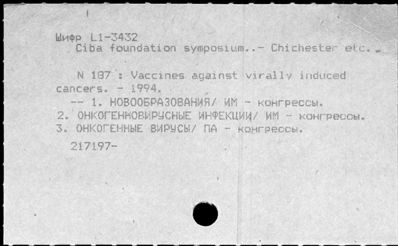 Шифр L1-3432
Ciba foundation symposium..- Chichester etc.
N 187 : Vaccines against virally induced
cancers. - 1994.
-- 1. НОВООБРАЗОВАНИЯ/ ИМ - конгрессы.
2. ОНКОГЕННОВИРУСНЫЕ ИНФЕКЦИИ/ ИМ - конгрессы.
3. ОНКОГЕННЫЕ ВИРУСЫ/ ПА - конгрессы.
217197-